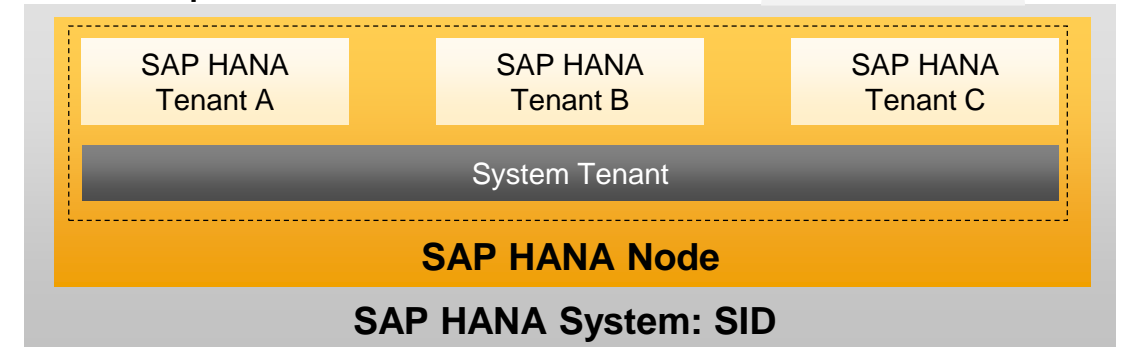 SAP HANA
Tenant A
SAP HANA
Tenant B
SAP HANA
Tenant C
System Tenant
SAP HANA Node
SAP HANA System: SID